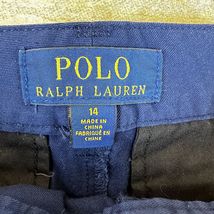 POLO
RALPH LAUREN
14
MADE IN
CHINA
FABRIQUÉ EN
CHINE